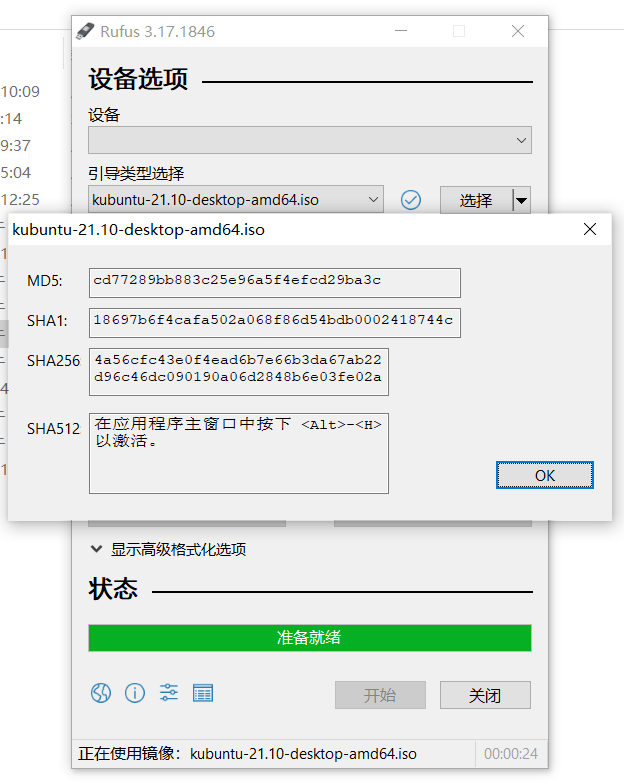 Rufus 3.17.1846
10:09
:14
9:37
5:04
12:25
设备选项
设备
引导类型选择
kubuntu-21.10-desktop-amd64.iso
选择
kubuntu-21.10-desktop-amd64.iso
MD5:
cd77289bb883c25e96a5f4efcd29ba3c
SHA1:
18697b6f4cafa502a068f86d54bdb0002418744c
SHA256
4a56cfc43e0f4ead6b7e66b3da67ab22
d96c46dc090190a06d2848b6e03fe02a
SHA512
在应用程序主窗口中按下 <Alt>-<H>
以激活。
OK
显示高级格式化选项
状态
准备就绪
开始
关闭
正在使用镜像：kubuntu-21.10-desktop-amd64.iso
00:00:24